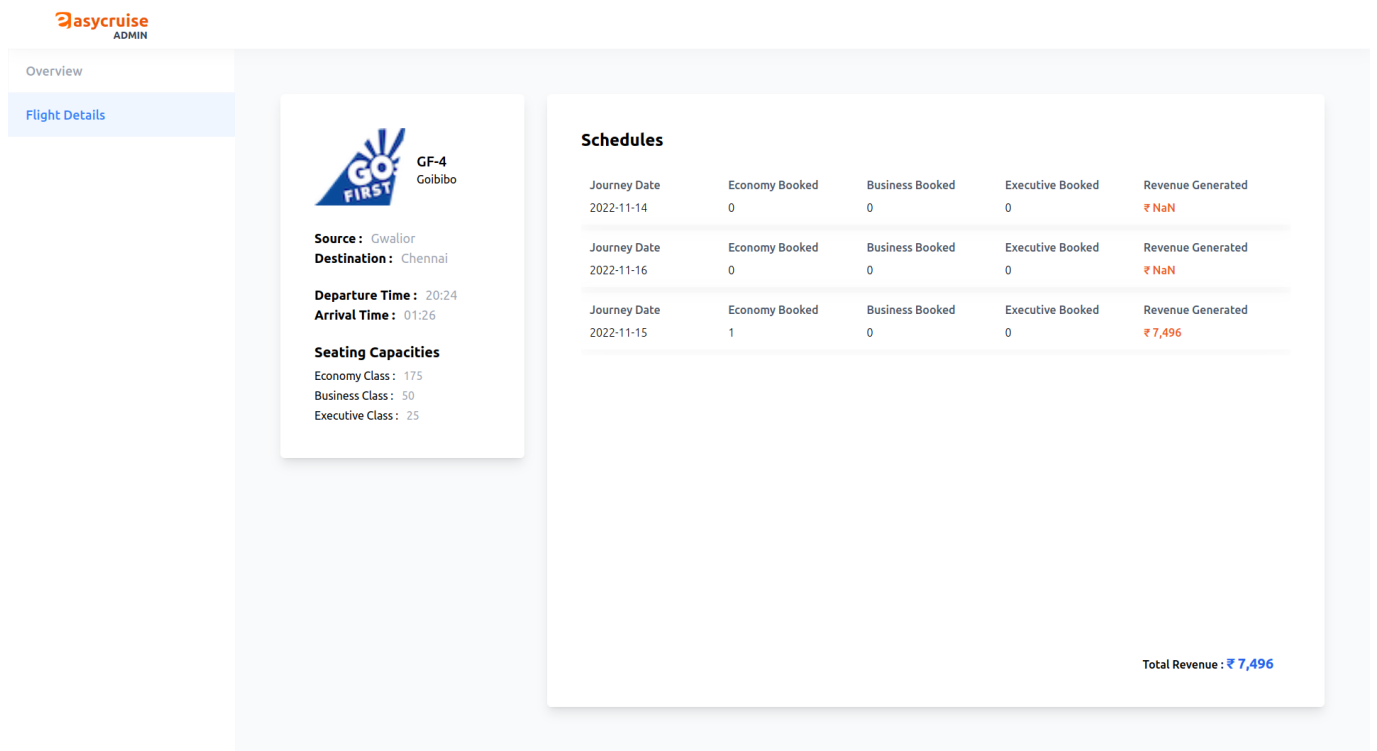 easycruise
ADMIN
Overview
Flight Details
GO
FIRST
GF-4
Goibibo
Source : Gwalior
Destination : Chennai
Departure Time : 20:24
Arrival Time : 01:26
Seating Capacities
Economy Class : 175
Business Class : 50
Executive Class : 25
Schedules
Journey Date Economy Booked Business Booked Executive Booked Revenue Generated
2022-11-14 0 0 0 ₹ NaN
Journey Date Economy Booked Business Booked Executive Booked Revenue Generated
2022-11-16 0 0 0 ₹ NaN
Journey Date Economy Booked Business Booked Executive Booked Revenue Generated
2022-11-15 1 0 0 ₹ 7,496
Total Revenue : ₹ 7,496